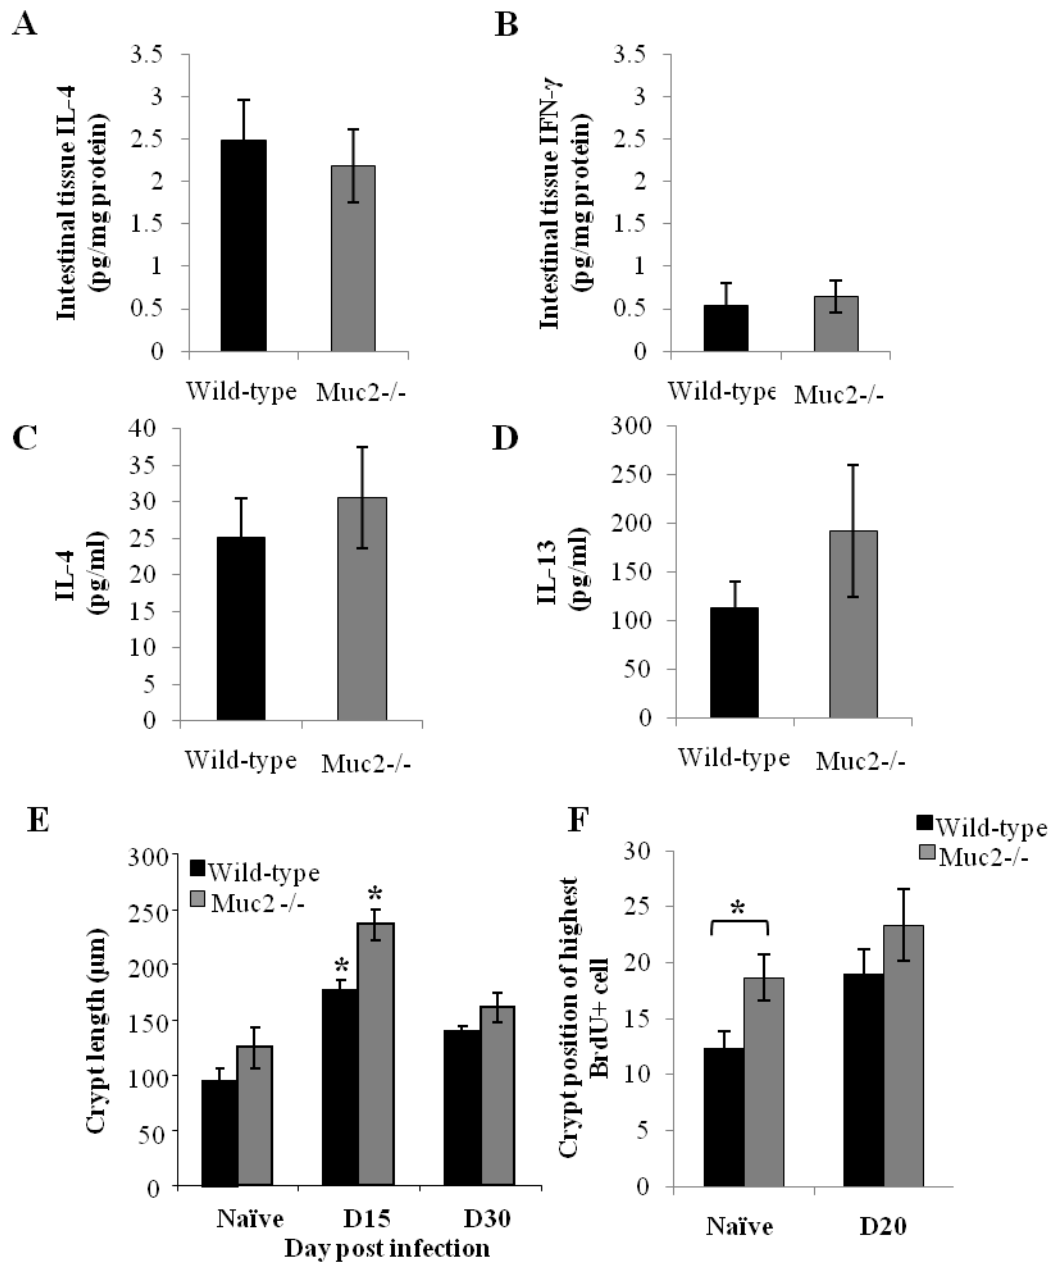 A
B
Intestinal tissue IL-4
(pg/mg protein)
3.5
3
2.5
2
1.5
1
0.5
0
Wild-type
Muc2-/-
Intestinal tissue IFN-γ
(pg/mg protein)
3.5
3
2.5
2
1.5
1
0.5
0
Wild-type
Muc2-/-
C
D
IL-4
(pg/ml)
40
35
30
25
20
15
10
5
0
Wild-type
Muc2-/-
IL-13
(pg/ml)
300
250
200
150
100
50
0
Wild-type
Muc2-/-
E
F
Crypt length (μm)
300
250
200
150
100
50
0
Wild-type
Muc2 -/-
*
*
Naïve
D15
D30
Day post infection
Wild-type
Muc2-/-
Crypt position of highest
BrdU+ cell
30
25
20
15
10
5
0
*
Naïve
D20